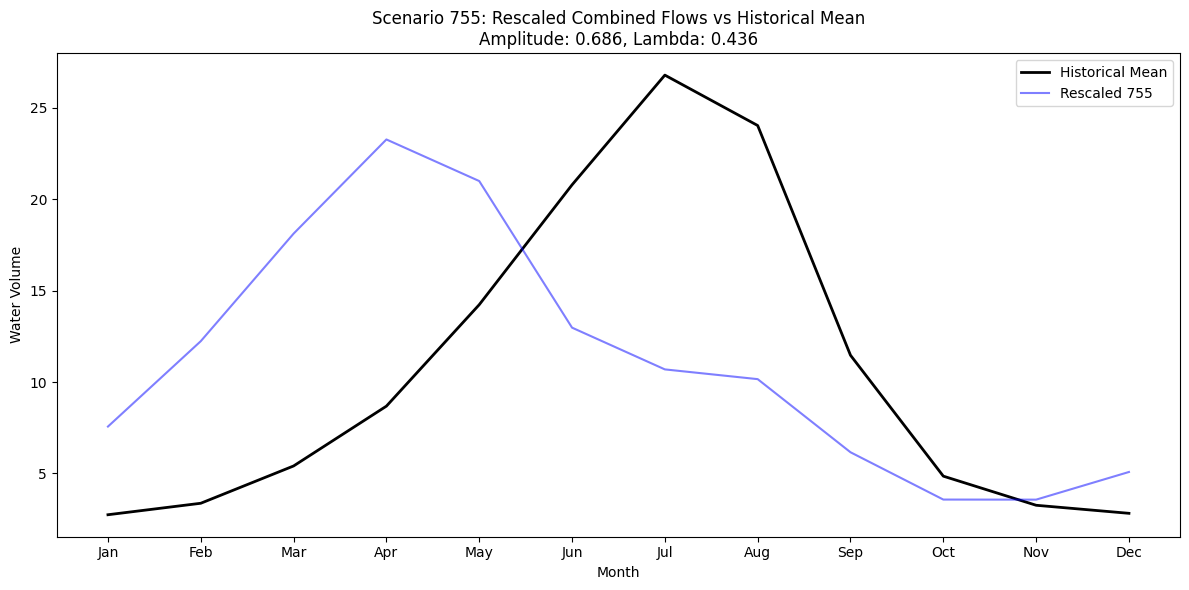 Scenario 755: Rescaled Combined Flows vs Historical Mean
Amplitude: 0.686, Lambda: 0.436
Historical Mean
Rescaled 755
25
20
15
10
5
Water Volume
Jan Feb Mar Apr May Jun Jul Aug Sep Oct Nov Dec
Month